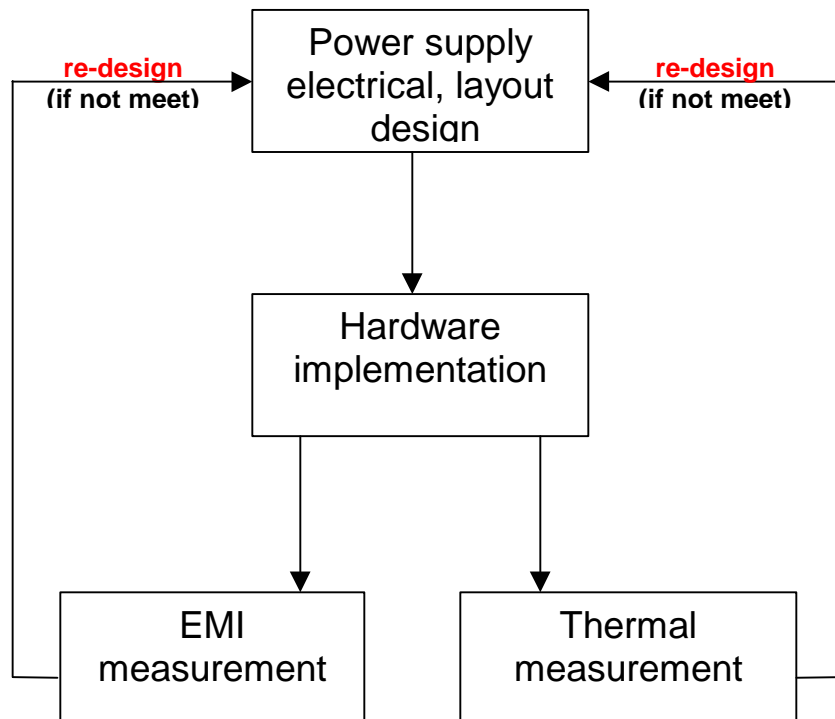 Power supply
electrical, layout
design
re-design
(if not meet)
re-design
(if not meet)
Hardware
implementation
EMI
measurement
Thermal
measurement